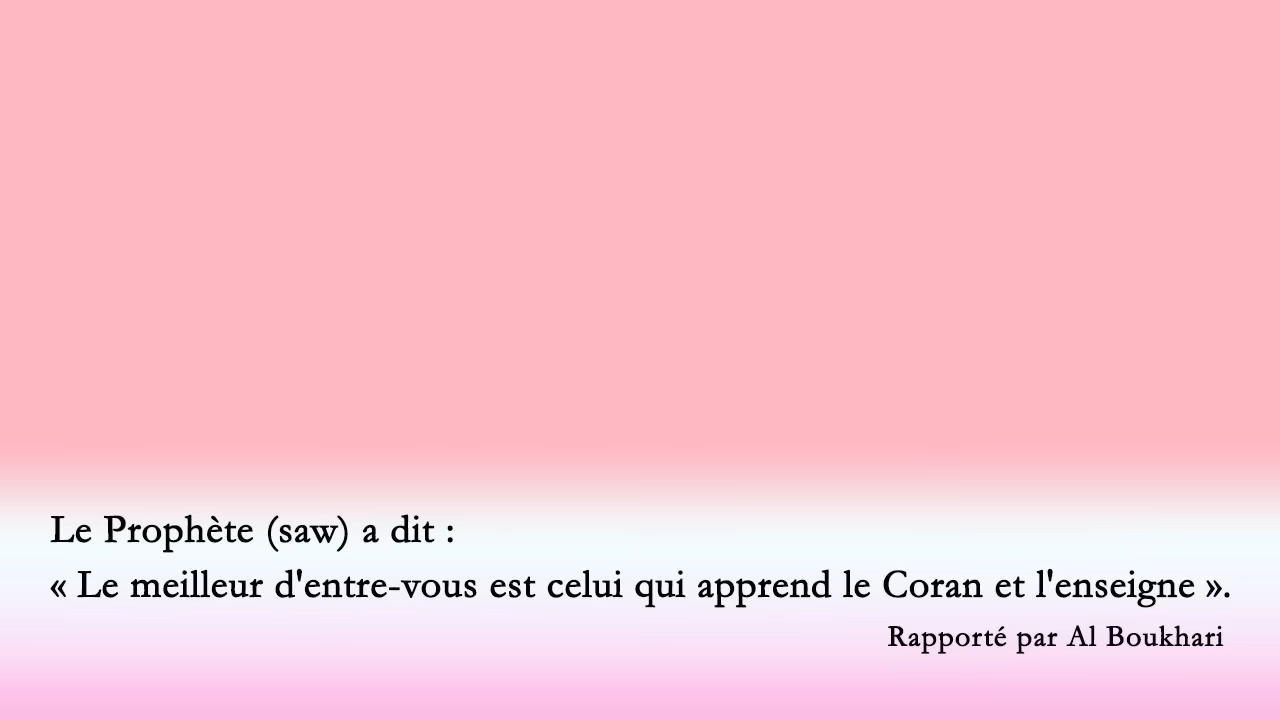 Le Prophète (saw) a dit :
« Le meilleur d'entre-vous est celui qui apprend le Coran et l'enseigne ».
Rapporté par Al Boukhari